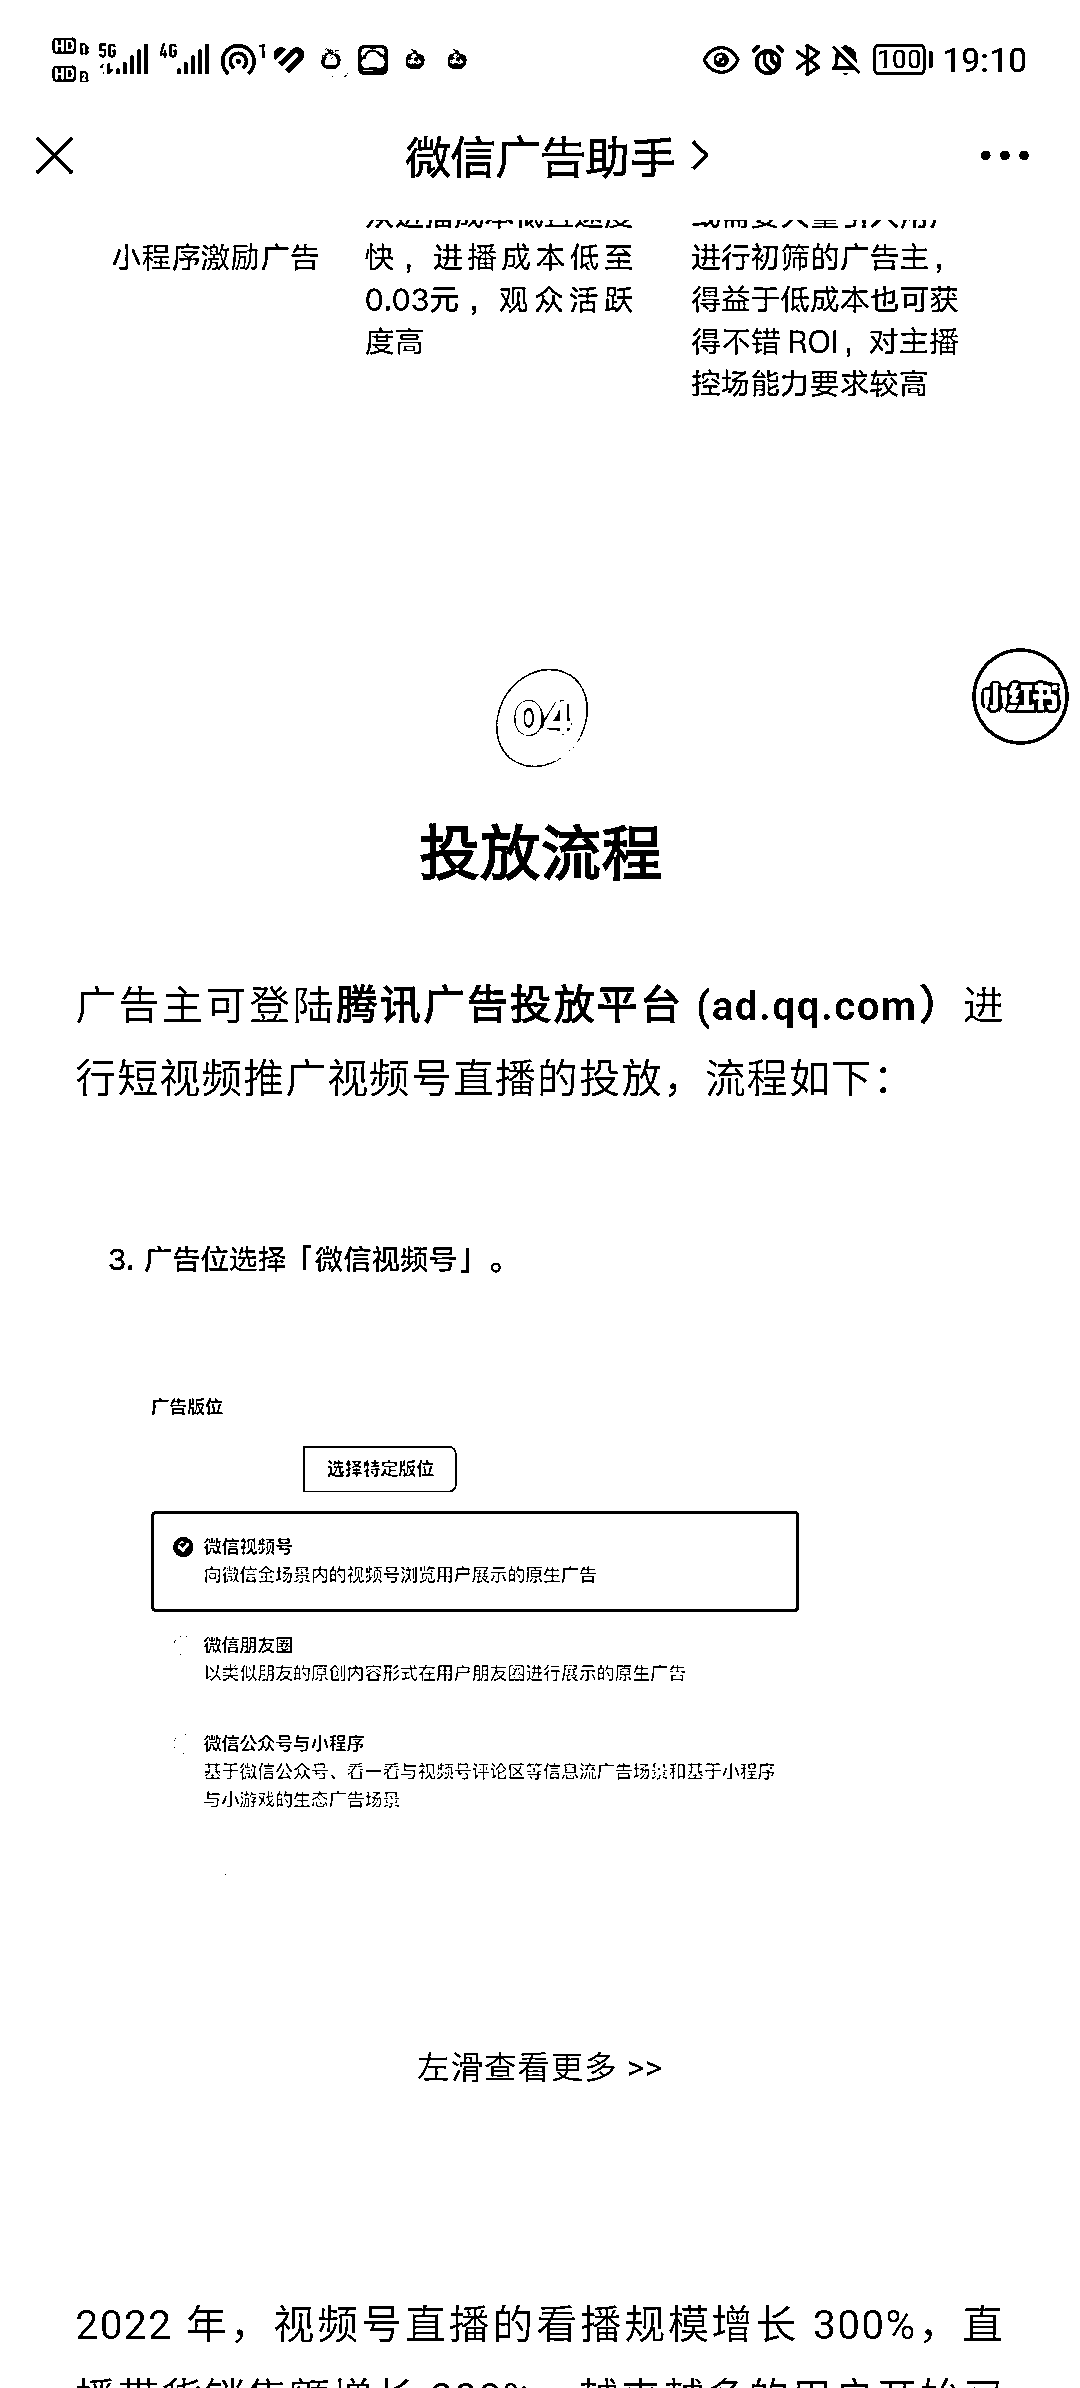 HD 1 5G 4G 1
HD 2
100 19:10
微信广告助手
小程序激励广告
快，进播成本低至
0.03元，观众活跃
度高
进行初筛的广告主，
得益于低成本也可获
得不错 ROI，对主播
控场能力要求较高
04
小红书
投放流程
广告主可登陆腾讯广告投放平台 (ad.qq.com）进
行短视频推广视频号直播的投放，流程如下：
3. 广告位选择「微信视频号」。
广告版位
选择特定版位
微信视频号
向微信全场景内的视频号浏览用户展示的原生广告
微信朋友圈
以类似朋友的原创内容形式在用户朋友圈进行展示的原生广告
微信公众号与小程序
基于微信公众号、看一看与视频号评论区等信息流广告场景和基于小程序
与小游戏的生态广告场景
左滑查看更多 >>
2022 年，视频号直播的看播规模增长 300%，直